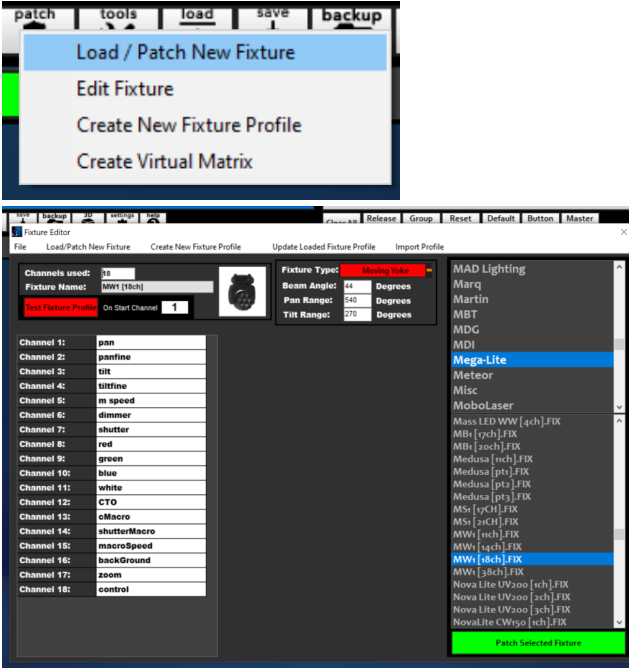 patch tools load save backup
Load / Patch New Fixture
Edit Fixture
Create New Fixture Profile
Create Virtual Matrix
save backup 3D settings help
Clear All Release Group Reset Default Button Master
Fixture Editor
File Load/Patch New Fixture Create New Fixture Profile Update Loaded Fixture Profile Import Profile
Channels used: 18
Fixture Name: MW1 [18ch]
Test Fixture Profile On Start Channel 1
Fixture Type: Moving Yoke
Beam Angle: 44 Degrees
Pan Range: 540 Degrees
Tilt Range: 270 Degrees
Channel 1: pan
Channel 2: panfine
Channel 3: tilt
Channel 4: tiltfine
Channel 5: m speed
Channel 6: dimmer
Channel 7: shutter
Channel 8: red
Channel 9: green
Channel 10: blue
Channel 11: white
Channel 12: CTO
Channel 13: cMacro
Channel 14: shutterMacro
Channel 15: macroSpeed
Channel 16: backGround
Channel 17: zoom
Channel 18: control
MAD Lighting
Marq
Martin
MBT
MDG
MDI
Mega-Lite
Meteor
Misc
MoboLaser
Mass LED WW [4ch].FIX
MB1 [17ch].FIX
MB1 [20ch].FIX
Medusa [11ch].FIX
Medusa [pt1].FIX
Medusa [pt2].FIX
Medusa [pt3].FIX
MS1 [17CH].FIX
MS1 [21CH].FIX
MW1 [11ch].FIX
MW1 [14ch].FIX
MW1 [18ch].FIX
MW1 [38ch].FIX
Nova Lite UV200 [1ch].FIX
Nova Lite UV200 [2ch].FIX
Nova Lite UV200 [3ch].FIX
NovaLite CW150 [1ch].FIX
Patch Selected Fixture